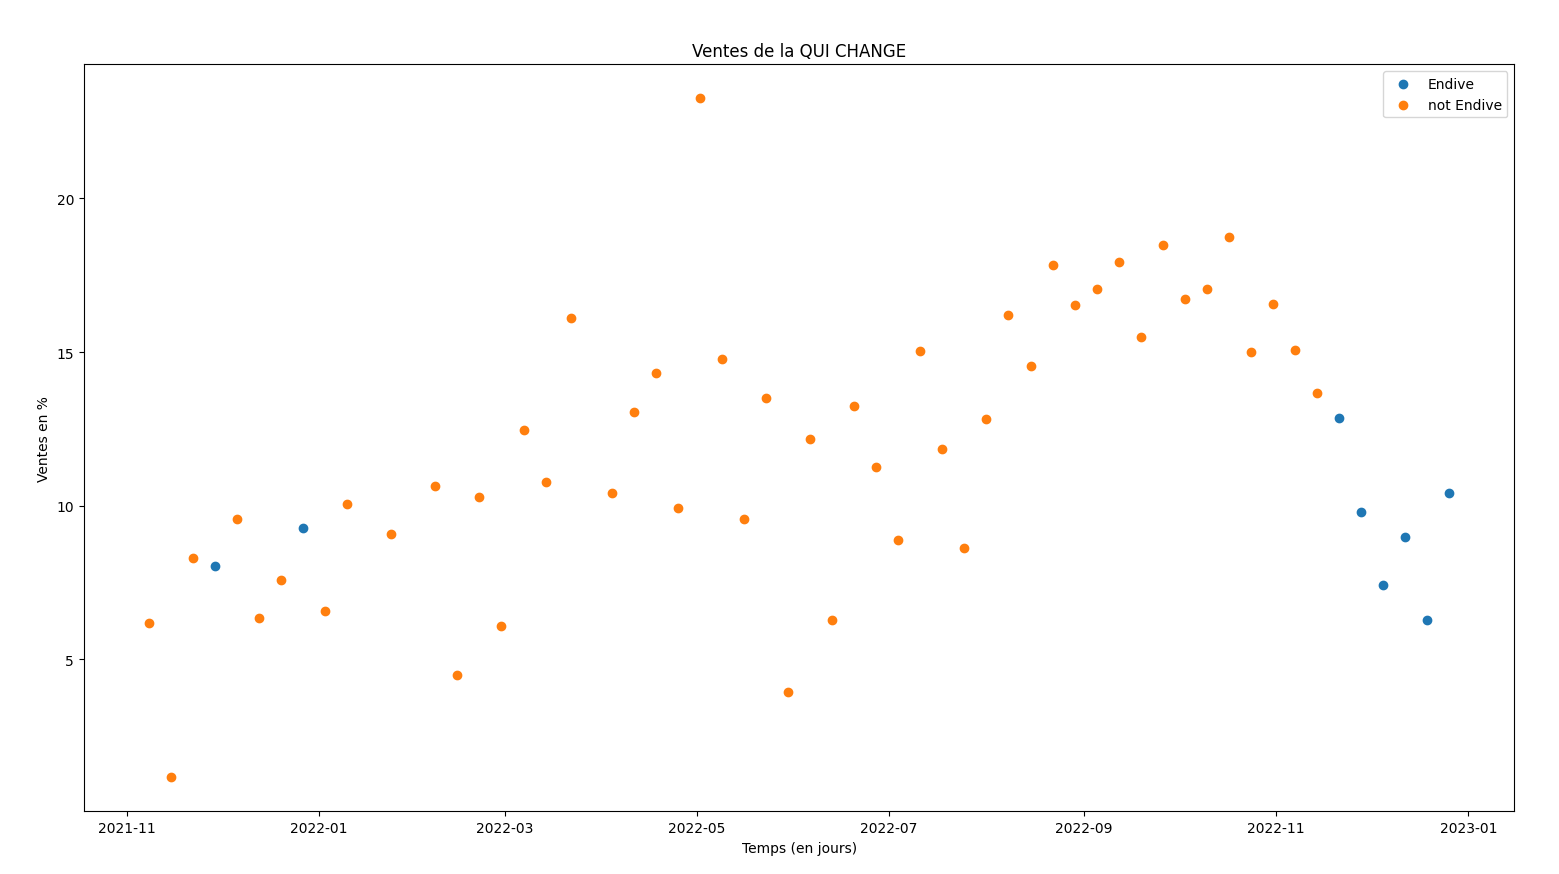 Ventes de la QUI CHANGE
Endive
not Endive
Ventes en %
20
15
10
5
2021-11
2022-01
2022-03
2022-05
2022-07
2022-09
2022-11
2023-01
Temps (en jours)